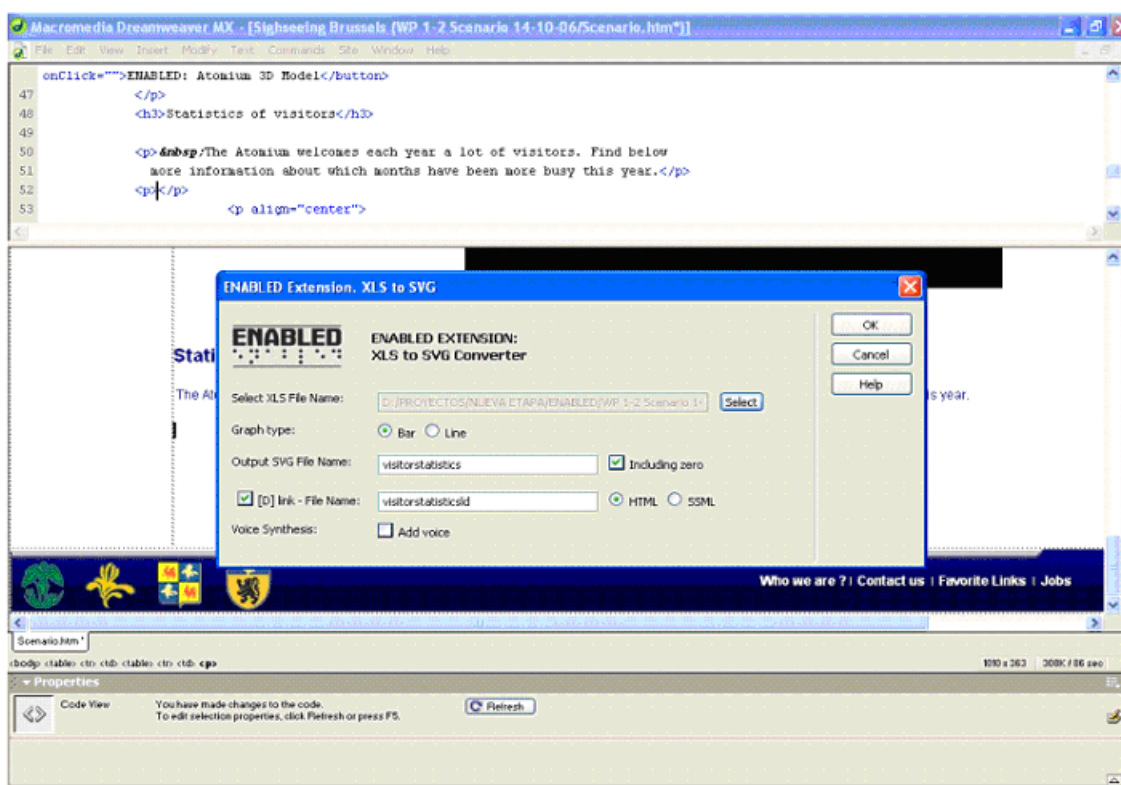 Macromedia Dreamweaver MX - [Sighseeing Brussels (WP 1-2 Scenario 14-10-06/Scenario.htm*)]
File Edit View Insert Modify Text Commands Site Window Help
onClick="">ENABLED: Atomium 3D Model</button>
47 </p>
48 <h3>Statistics of visitors</h3>
49
50 <p>&nbsp;The Atomium welcomes each year a lot of visitors. Find below
51 more information about which months have been more busy this year.</p>
52 <p></p>
53 <p align="center">
ENABLED Extension. XLS to SVG
ENABLED
ENABLED EXTENSION:
XLS to SVG Converter
OK
Cancel
Help
Stati
The At
is year.
Select XLS File Name: D:/PROYECTOS/NUEVA ETAPA/ENABLED/WP 1-2 Scenario 14 Select
Graph type: Bar Line
Output SVG File Name: visitorstatistics Including zero
[D] link - File Name: visitorstatisticsld HTML SSML
Voice Synthesis: Add voice
Who we are ? | Contact us | Favorite Links | Jobs
Scenario.htm*
<body> <table> <tr> <td> <table> <tr> <td> <p>
1010 x 363 308K / 86 sec
Properties
Code View
You have made changes to the code.
To edit selection properties, click Refresh or press F5.
Refresh